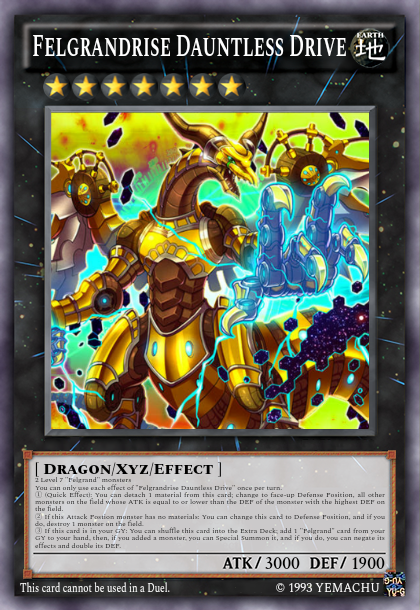 FELGRANDRISE DAUNTLESS DRIVE
EARTH
地
[ DRAGON/XYZ/EFFECT ]
2 Level 7 "Felgrand" monsters
You can only use each effect of "Felgrandrise Dauntless Drive" once per turn.
① (Quick Effect): You can detach 1 material from this card; change to face-up Defense Position, all other
monsters on the field whose ATK is equal to or lower than the DEF of the monster with the highest DEF on
the field.
② If this Attack Position monster has no materials: You can change this card to Defense Position, and if you
do, destroy 1 monster on the field.
③ If this card is in your GY: You can shuffle this card into the Extra Deck; add 1 "Felgrand" card from your
GY to your hand, then, if you added a monster, you can Special Summon it, and if you do, you can negate its
effects and double its DEF.
ATK/ 3000 DEF/ 1900
This card cannot be used in a Duel.
© 1993 YEMACHU